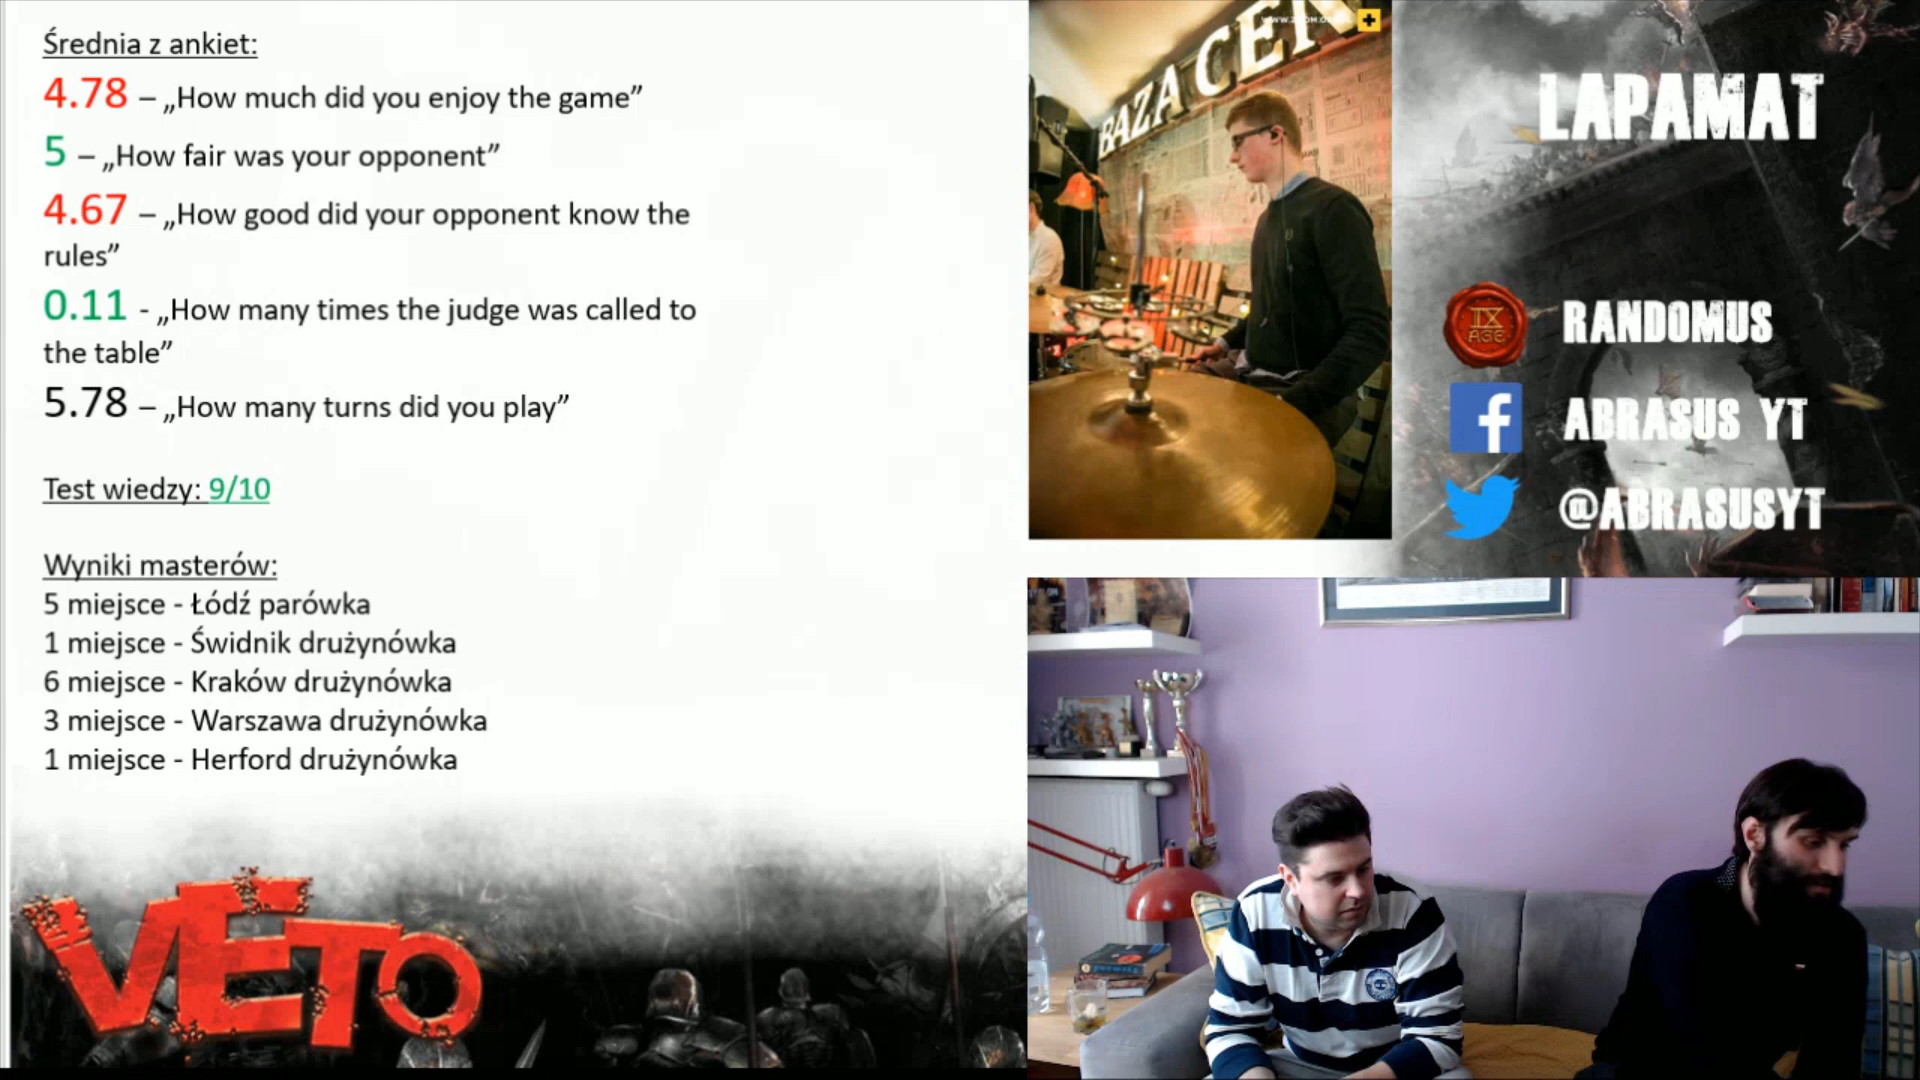 Średnia z ankiet:
4.78 – „How much did you enjoy the game”
5 – „How fair was your opponent”
4.67 – „How good did your opponent know the
rules”
0.11 - „How many times the judge was called to
the table”
5.78 – „How many turns did you play”
Test wiedzy: 9/10
Wyniki masterów:
5 miejsce - Łódź parówka
1 miejsce - Świdnik drużynówka
6 miejsce - Kraków drużynówka
3 miejsce - Warszawa drużynówka
1 miejsce - Herford drużynówka
VETO
BAZA CEN
LAPAMAT
IX
AGE
RANDOMUS
ABRASUS YT
@ABRASUSYT